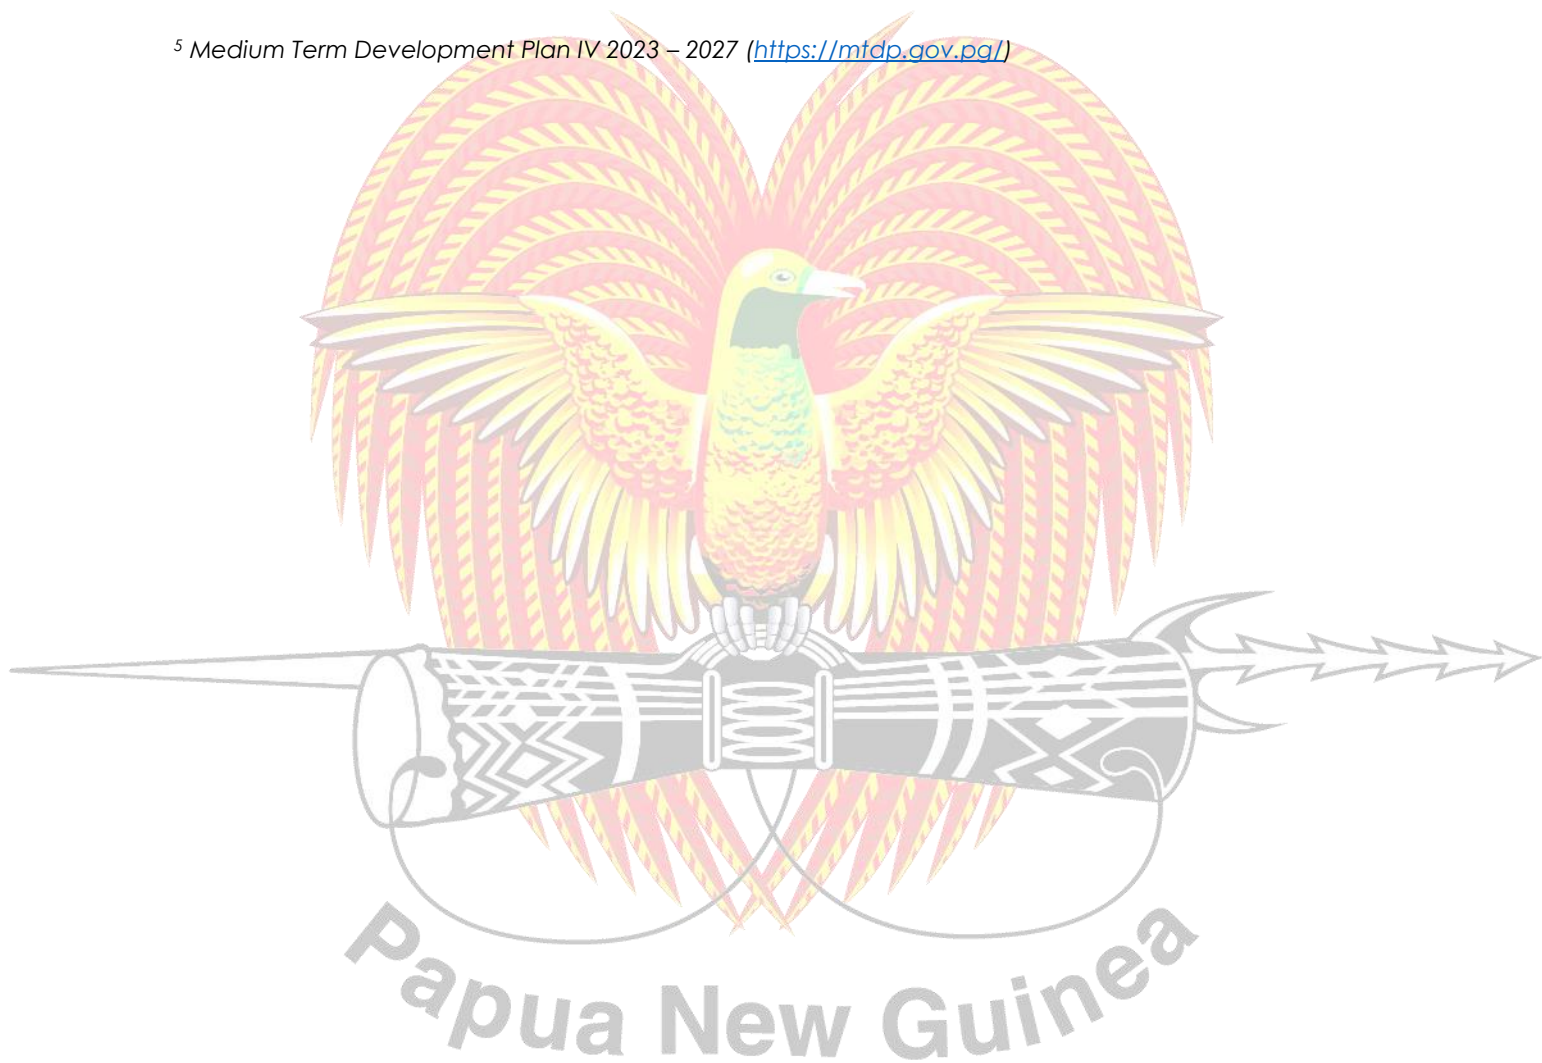 5 Medium Term Development Plan IV 2023 – 2027 (https://mtdp.gov.pg/)
Papua New Guinea